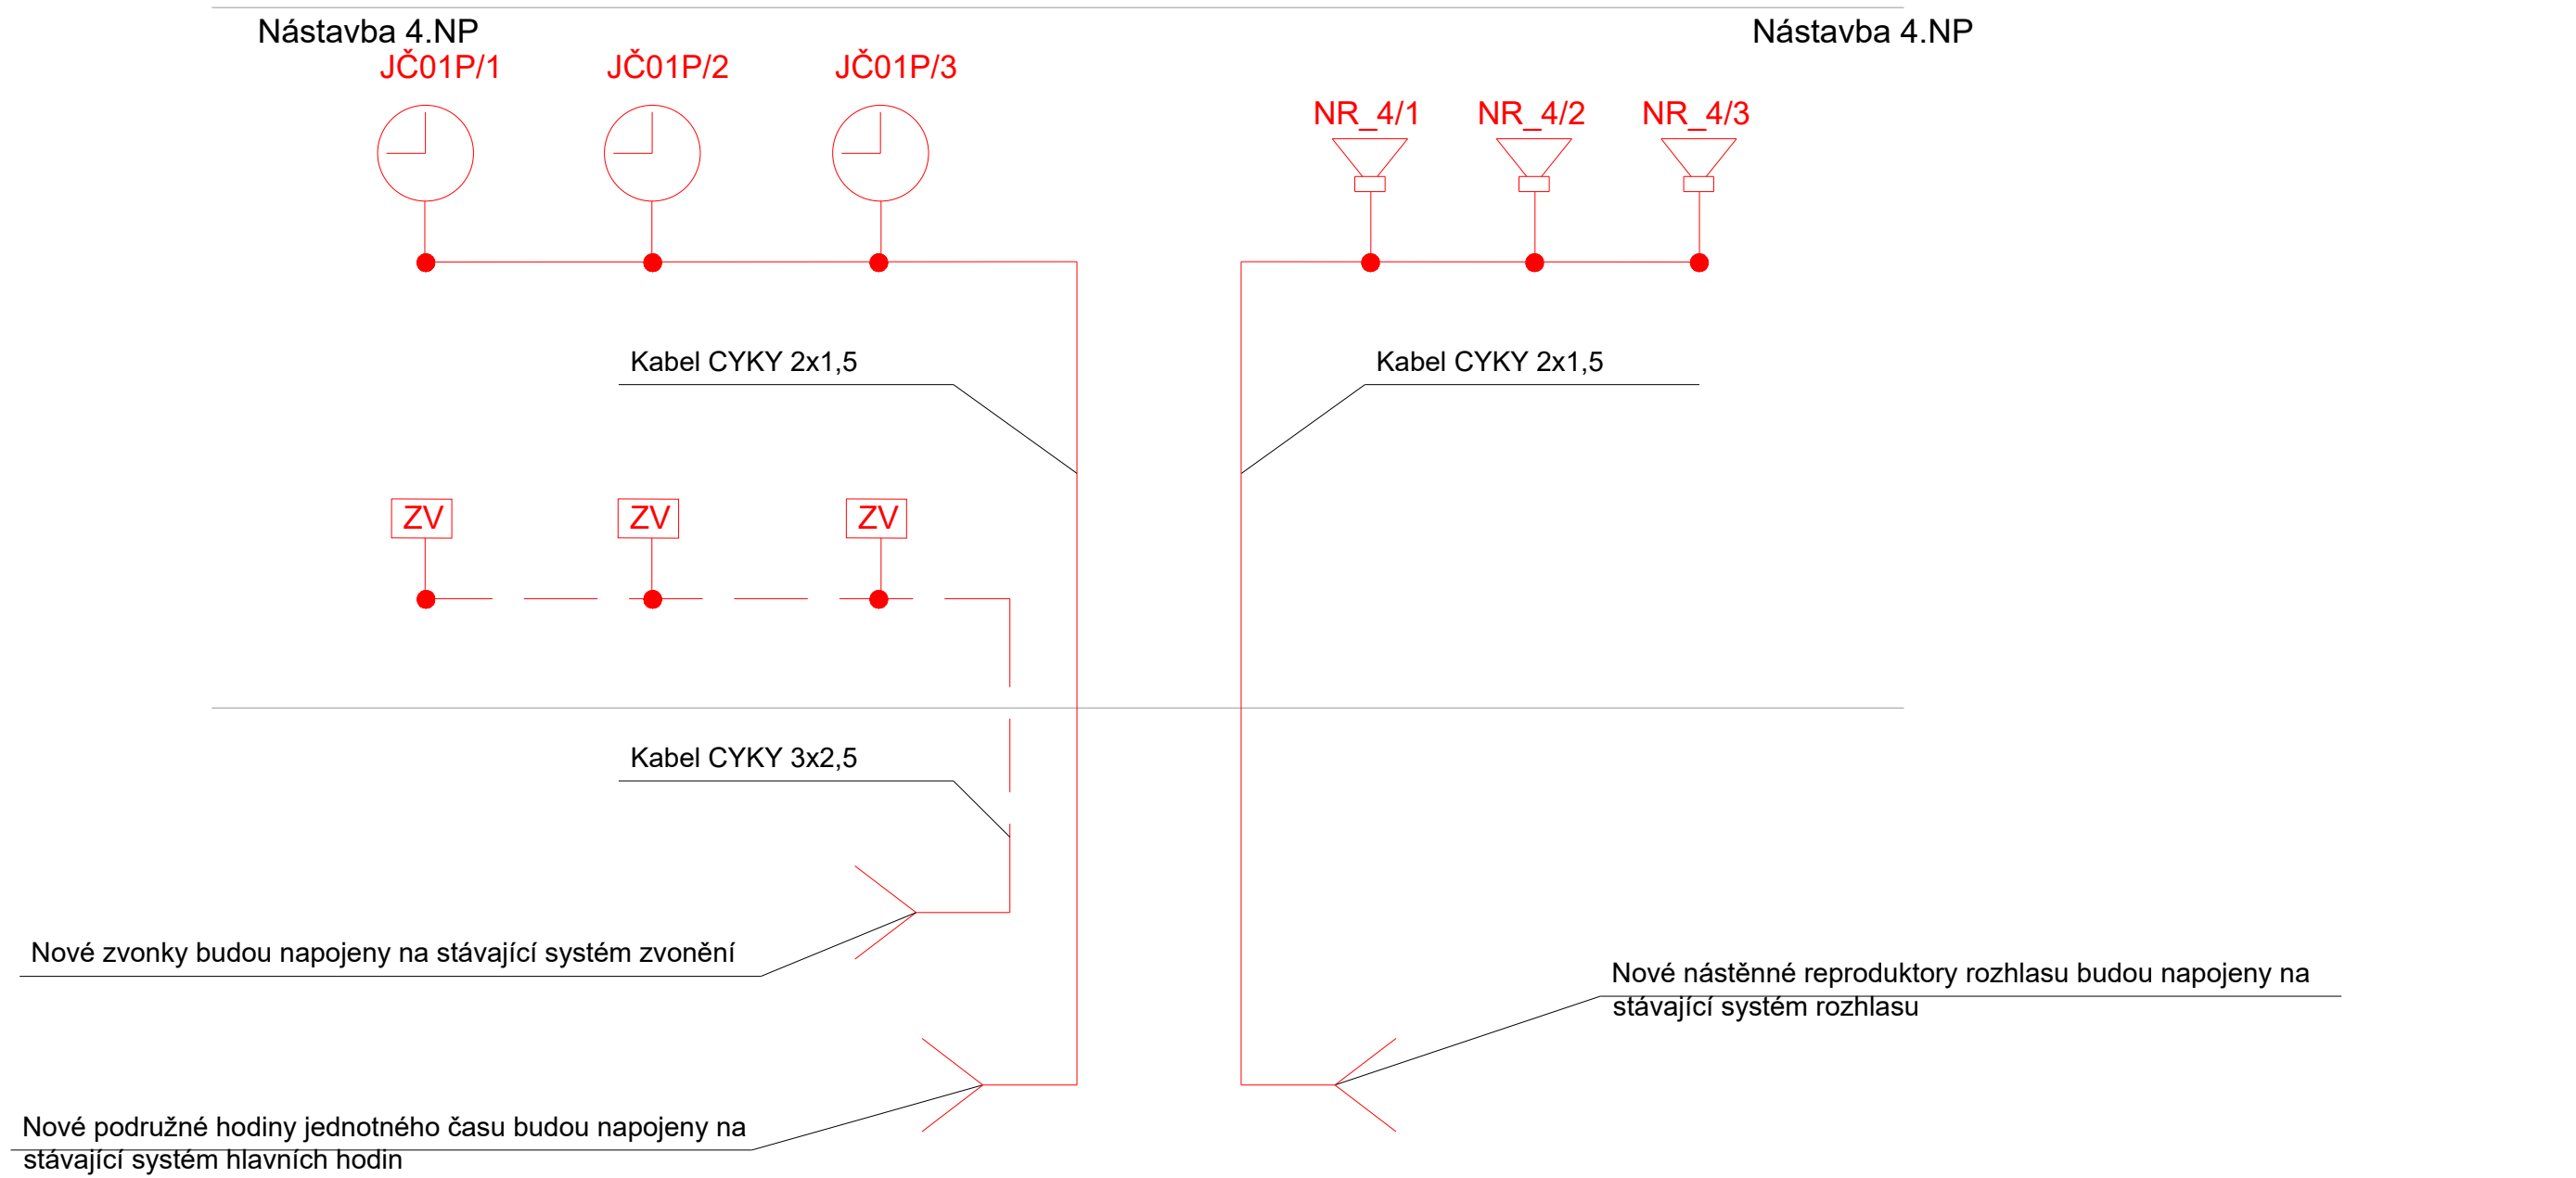 Nástavba 4.NP
Nástavba 4.NP
JČ01P/1
JČ01P/2
JČ01P/3
NR_4/1
NR_4/2
NR_4/3
Kabel CYKY 2x1,5
Kabel CYKY 2x1,5
ZV
ZV
ZV
Kabel CYKY 3x2,5
Nové zvonky budou napojeny na stávající systém zvonění
Nové nástěnné reproduktory rozhlasu budou napojeny na
stávající systém rozhlasu
Nové podružné hodiny jednotného času budou napojeny na
stávající systém hlavních hodin